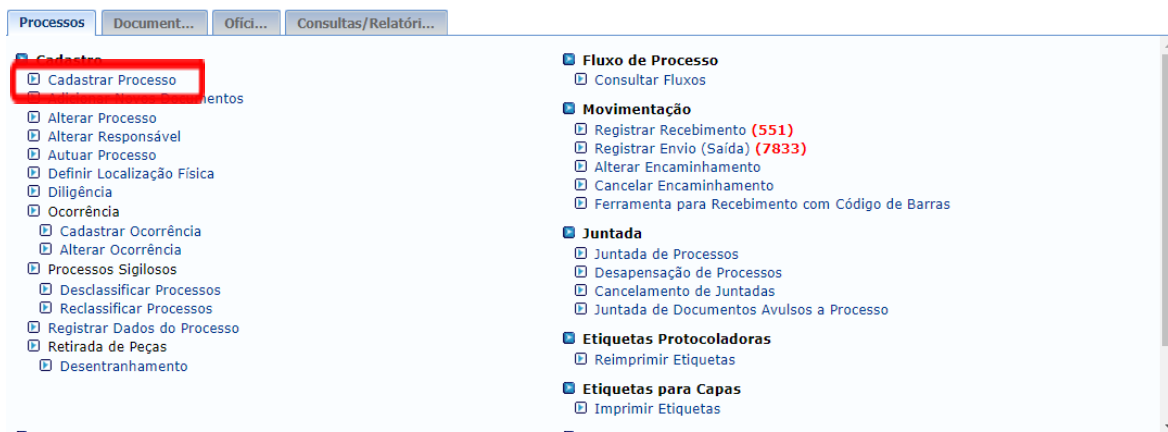 Processos
Document...
Ofíci...
Consultas/Relatóri...
Cadastro
Cadastrar Processo
Adicionar Novos Documentos
Alterar Processo
Alterar Responsável
Autuar Processo
Definir Localização Física
Diligência
Ocorrência
Cadastrar Ocorrência
Alterar Ocorrência
Processos Sigilosos
Desclassificar Processos
Reclassificar Processos
Registrar Dados do Processo
Retirada de Peças
Desentranhamento
Fluxo de Processo
Consultar Fluxos
Movimentação
Registrar Recebimento (551)
Registrar Envio (Saída) (7833)
Alterar Encaminhamento
Cancelar Encaminhamento
Ferramenta para Recebimento com Código de Barras
Juntada
Juntada de Processos
Desapensação de Processos
Cancelamento de Juntadas
Juntada de Documentos Avulsos a Processo
Etiquetas Protocoladoras
Reimprimir Etiquetas
Etiquetas para Capas
Imprimir Etiquetas